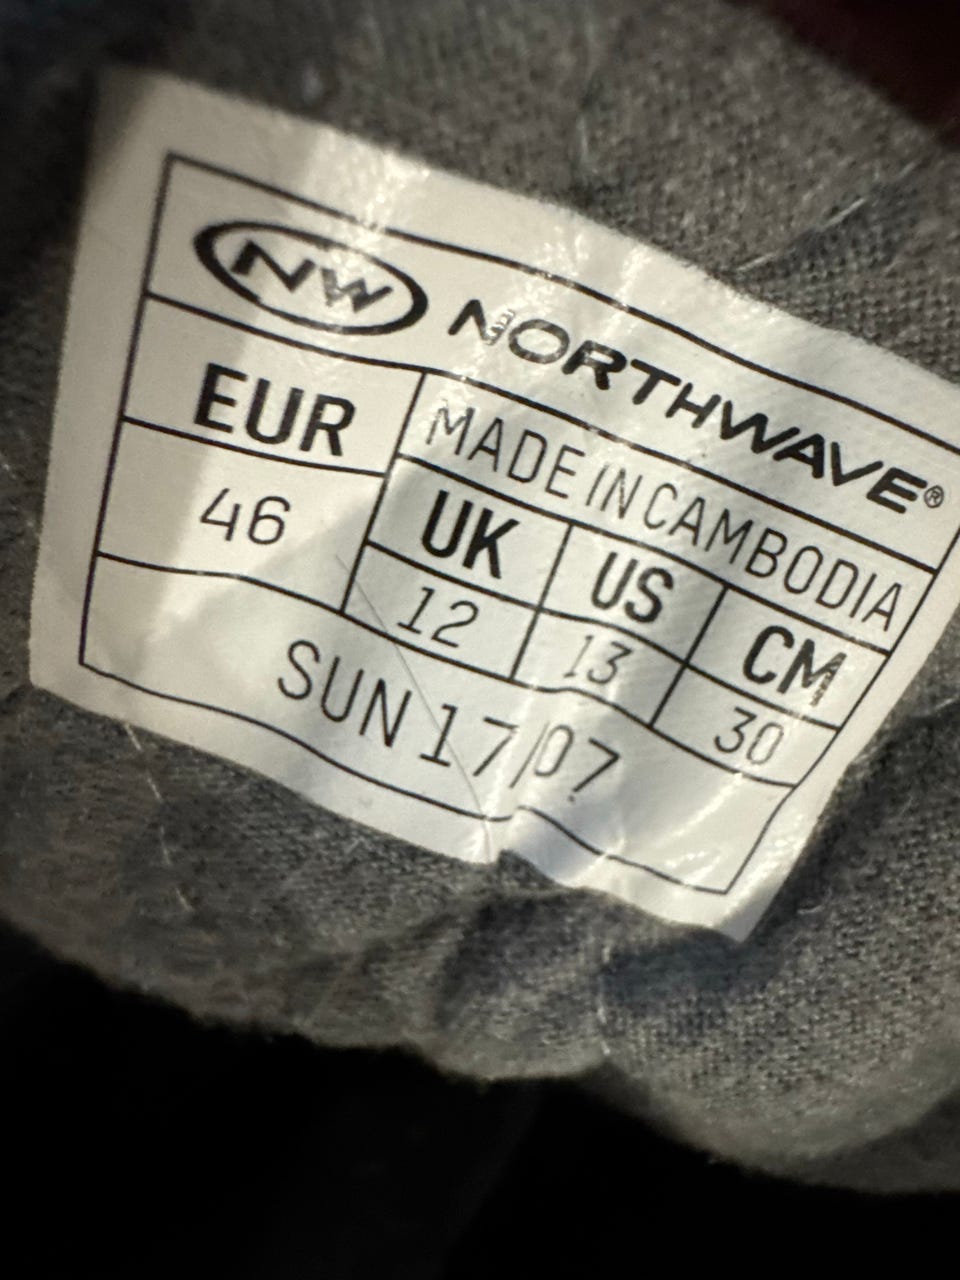 NW NORTHWAVE®
EUR MADE IN CAMBODIA
46 UK US CM
12 13 30
SUN 17/07